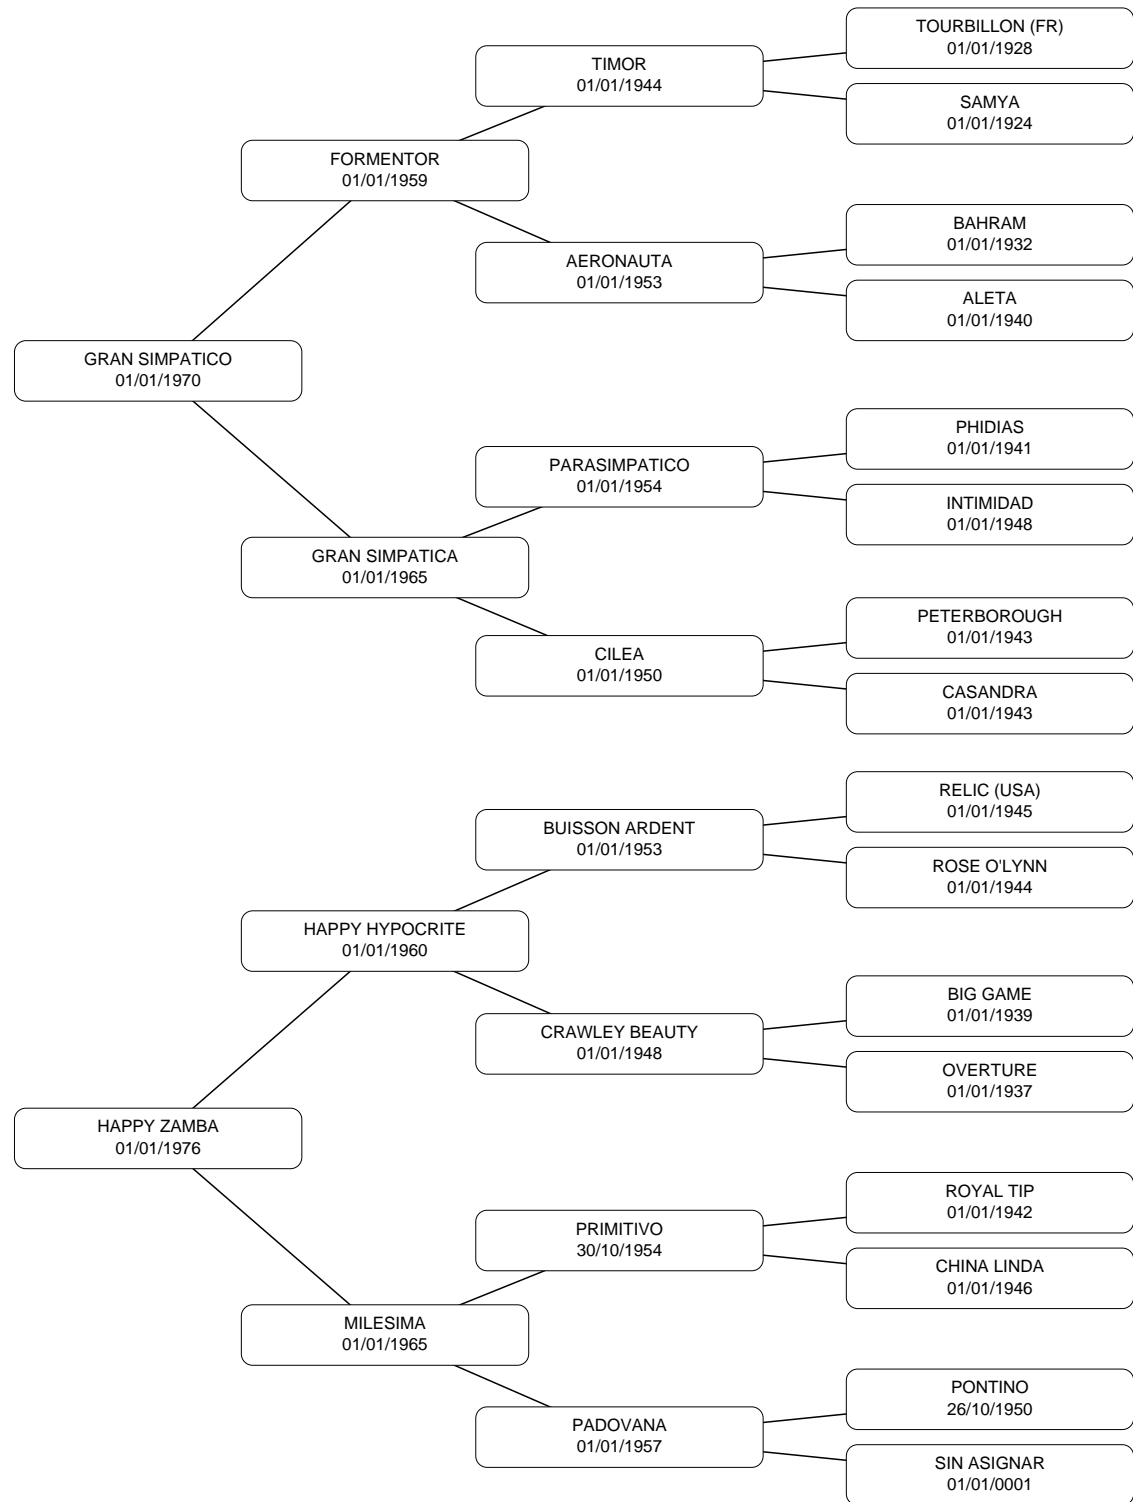 TOURBILLON (FR)
01/01/1928
TIMOR
01/01/1944
SAMYA
01/01/1924
FORMENTOR
01/01/1959
BAHRAM
01/01/1932
AERONAUTA
01/01/1953
ALETA
01/01/1940
GRAN SIMPATICO
01/01/1970
PHIDIAS
01/01/1941
PARASIMPATICO
01/01/1954
INTIMIDAD
01/01/1948
GRAN SIMPATICA
01/01/1965
PETERBOROUGH
01/01/1943
CILEA
01/01/1950
CASANDRA
01/01/1943
RELIC (USA)
01/01/1945
BUISSON ARDENT
01/01/1953
ROSE O'LYNN
01/01/1944
HAPPY HYPOCRITE
01/01/1960
BIG GAME
01/01/1939
CRAWLEY BEAUTY
01/01/1948
OVERTURE
01/01/1937
HAPPY ZAMBA
01/01/1976
ROYAL TIP
01/01/1942
PRIMITIVO
30/10/1954
CHINA LINDA
01/01/1946
MILESIMA
01/01/1965
PONTINO
26/10/1950
PADOVANA
01/01/1957
SIN ASIGNAR
01/01/0001